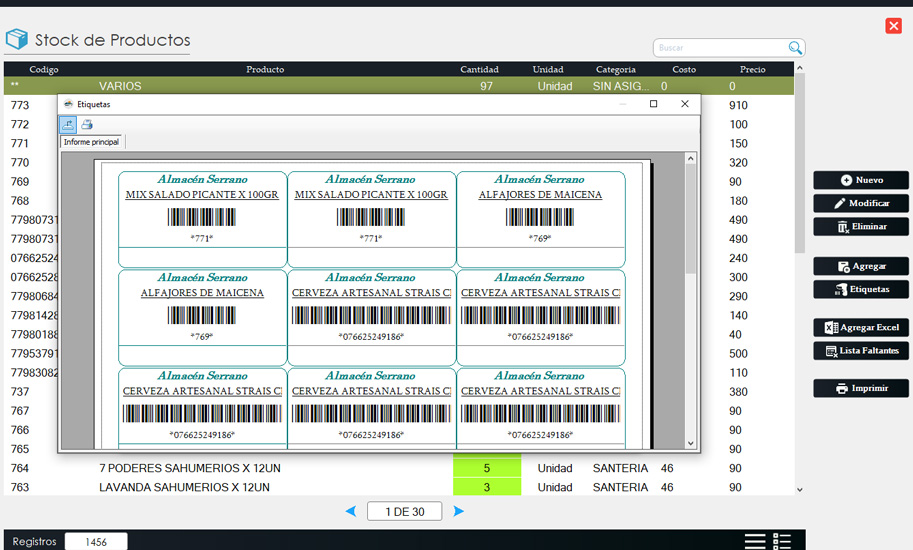 Stock de Productos
Buscar
Codigo Producto Cantidad Unidad Categoria Costo Precio
** VARIOS 97 Unidad SIN ASIG... 0 0
Etiquetas
Informe principal
773 910
772 100
771 150
770 320
769 90
768 180
77980731 490
77980731 490
07662524 240
07662528 300
77980684 290
77981428 140
77980188 40
77953791 500
77983082 110
737 380
767 90
766 90
765 90
Almacén Serrano Almacén Serrano Almacén Serrano
MIX SALADO PICANTE X 100GR MIX SALADO PICANTE X 100GR ALFAJORES DE MAICENA
*771* *771* *769*
Almacén Serrano Almacén Serrano Almacén Serrano
ALFAJORES DE MAICENA CERVEZA ARTESANAL STRAIS CERVEZA ARTESANAL STRAIS
*769* *076625249186* *076625249186*
Almacén Serrano Almacén Serrano Almacén Serrano
CERVEZA ARTESANAL STRAIS CERVEZA ARTESANAL STRAIS CERVEZA ARTESANAL STRAIS
*076625249186* *076625249186* *076625249186*
764 7 PODERES SAHUMERIOS X 12UN 5 Unidad SANTERIA 46 90
763 LAVANDA SAHUMERIOS X 12UN 3 Unidad SANTERIA 46 90
Nuevo
Modificar
Eliminar
Agregar
Etiquetas
Agregar Excel
Lista Faltantes
Imprimir
1 DE 30
Registros 1456